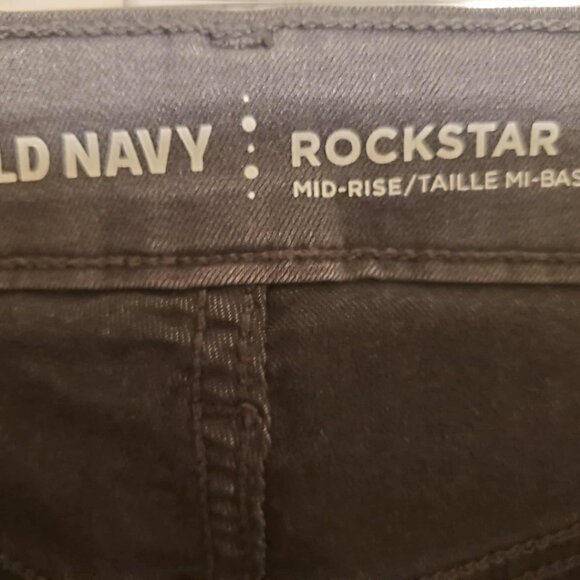 LD NAVY
ROCKSTAR
MID-RISE/TAILLE MI-BAS